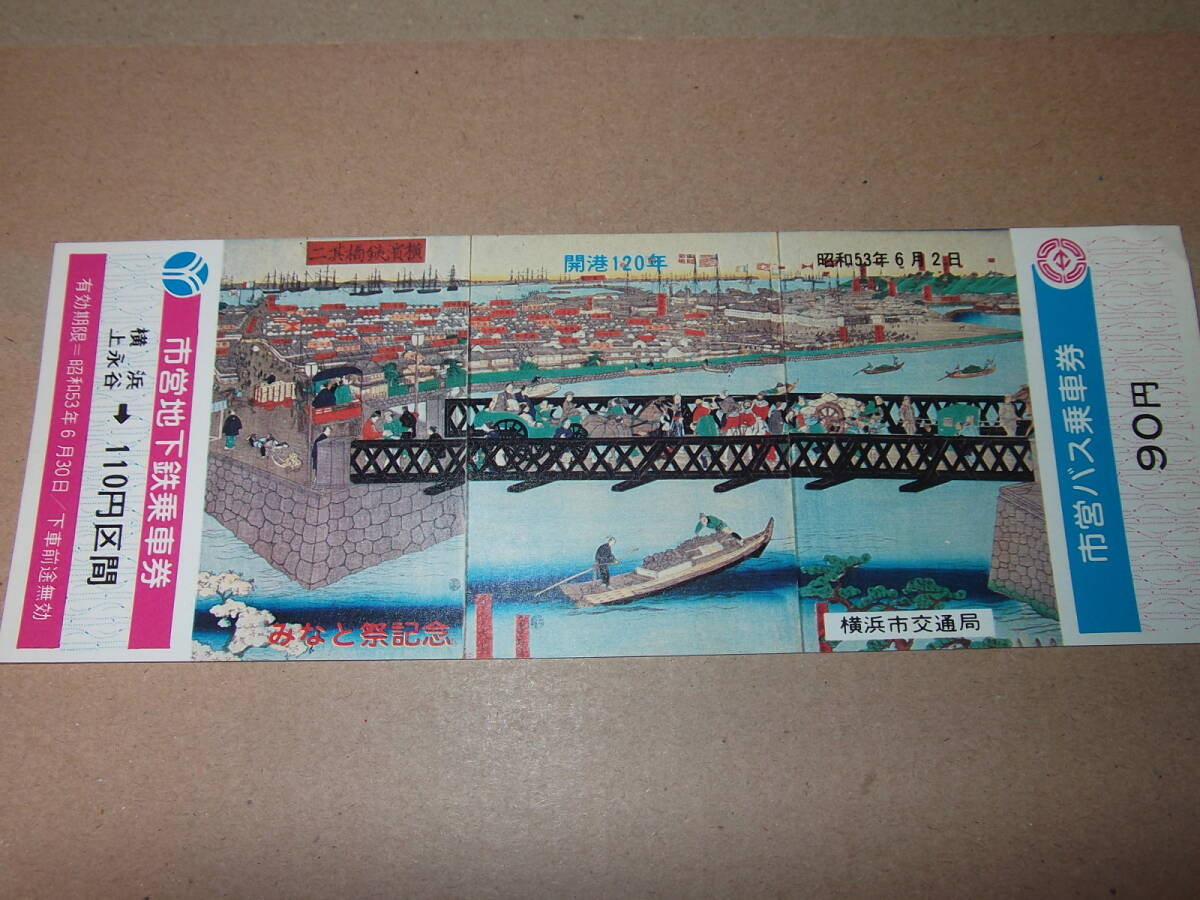 横濱鉄橋其二
開港120年
昭和53年6月2日
市営地下鉄乗車券
横浜
上永谷
➡ 110円区間
有効期限=昭和53年6月30日/下車前途無効
みなと祭記念
横浜市交通局
市営バス乗車券
90円